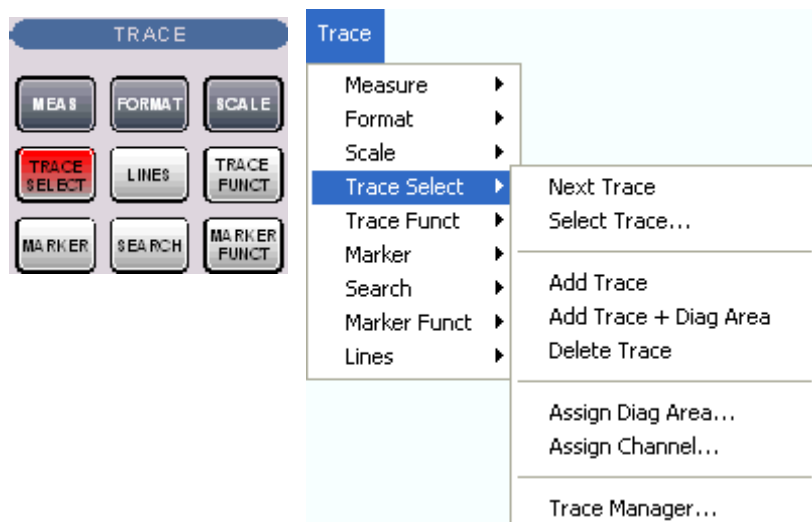 TRACE
MEAS
FORMAT
SCALE
TRACE
SELECT
LINES
TRACE
FUNCT
MARKER
SEARCH
MARKER
FUNCT
Trace
Measure
Format
Scale
Trace Select
Trace Funct
Marker
Search
Marker Funct
Lines
Next Trace
Select Trace...
Add Trace
Add Trace + Diag Area
Delete Trace
Assign Diag Area...
Assign Channel...
Trace Manager...